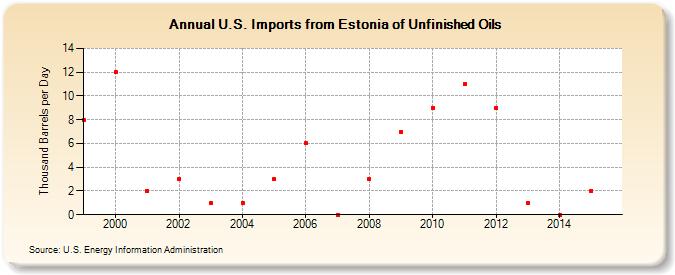 Annual U.S. Imports from Estonia of Unfinished Oils
Thousand Barrels per Day
14
12
10
8
6
4
2
0
2000 2002 2004 2006 2008 2010 2012 2014
Source: U.S. Energy Information Administration